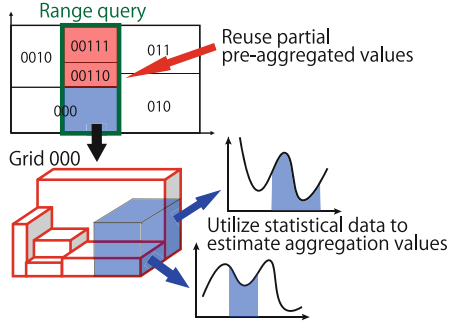 Range query
0010
00111
00110
011
000
010
Reuse partial
pre-aggregated values
Grid 000
Utilize statistical data to
estimate aggregation values